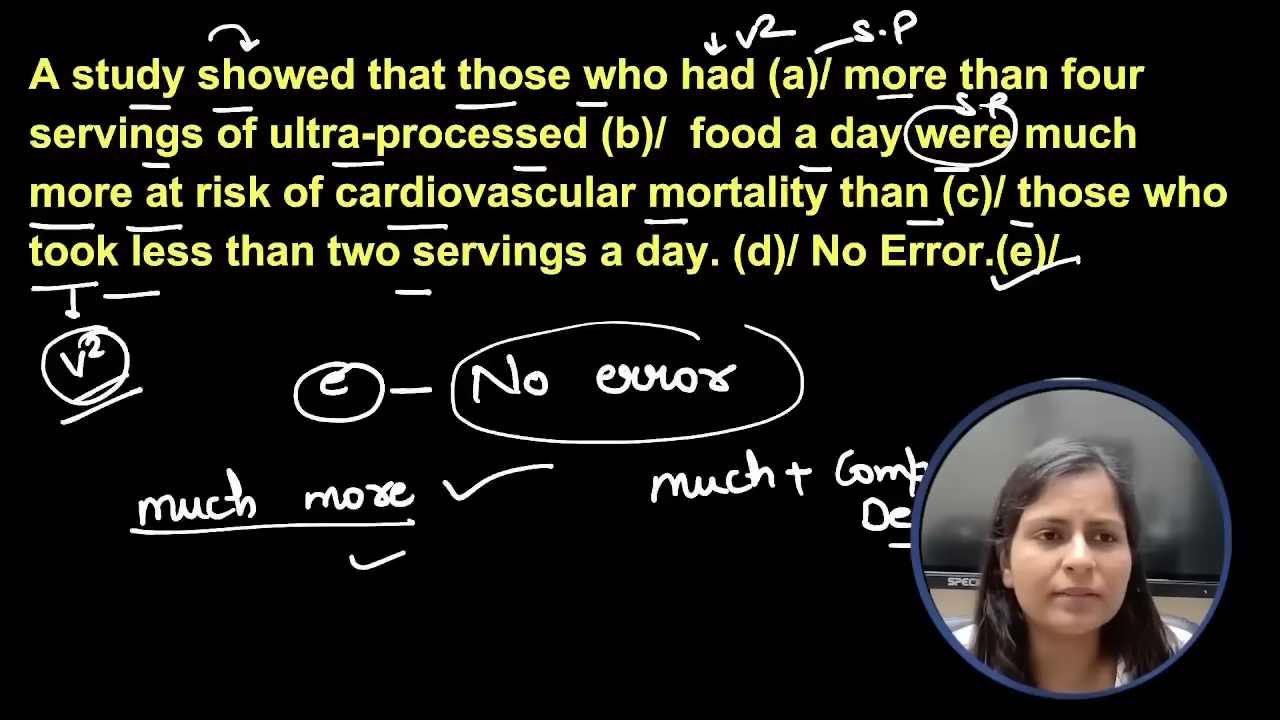 V2 S.P
A study showed that those who had (a)/ more than four
S.P
servings of ultra-processed (b)/ food a day were much
more at risk of cardiovascular mortality than (c)/ those who
took less than two servings a day. (d)/ No Error.(e)/
V2
e - No error
much more
much + Comp
De
SPEC